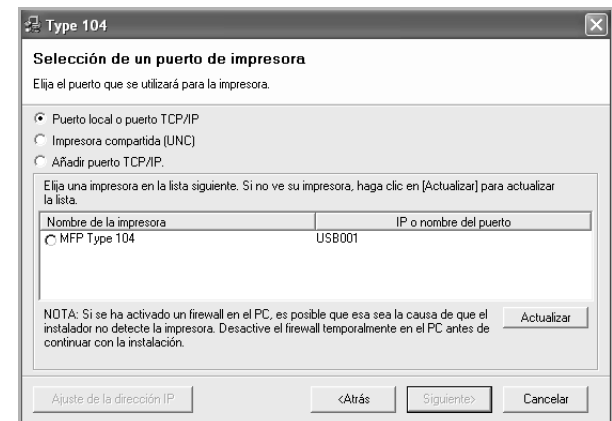 Type 104
Selección de un puerto de impresora
Elija el puerto que se utilizará para la impresora.
Puerto local o puerto TCP/IP
Impresora compartida (UNC)
Añadir puerto TCP/IP.
Elija una impresora en la lista siguiente. Si no ve su impresora, haga clic en [Actualizar] para actualizar
la lista.
Nombre de la impresora IP o nombre del puerto
MFP Type 104 USB001
NOTA: Si se ha activado un firewall en el PC, es posible que esa sea la causa de que el
instalador no detecte la impresora. Desactive el firewall temporalmente en el PC antes de
continuar con la instalación.
Actualizar
Ajuste de la dirección IP <Atrás Siguiente> Cancelar